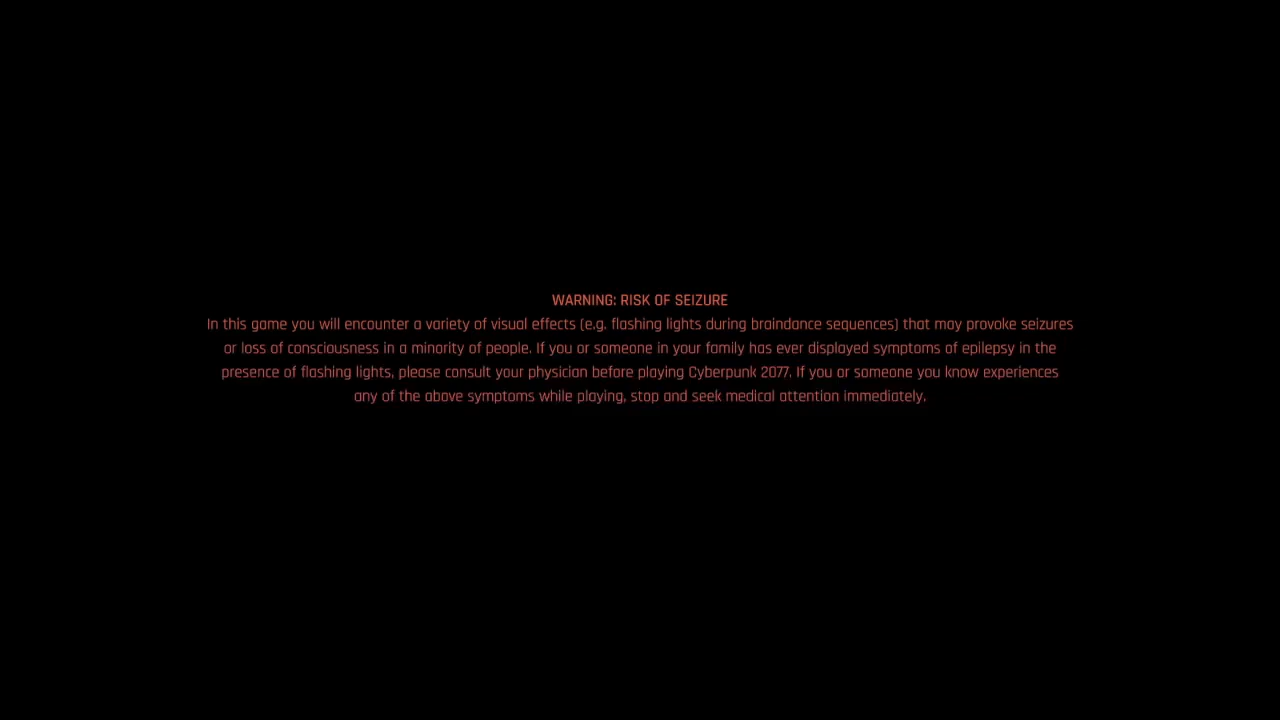 WARNING: RISK OF SEIZURE
In this game you will encounter a variety of visual effects (e.g. flashing lights during braindance sequences) that may provoke seizures
or loss of consciousness in a minority of people. If you or someone in your family has ever displayed symptoms of epilepsy in the
presence of flashing lights, please consult your physician before playing Cyberpunk 2077. If you or someone you know experiences
any of the above symptoms while playing, stop and seek medical attention immediately.